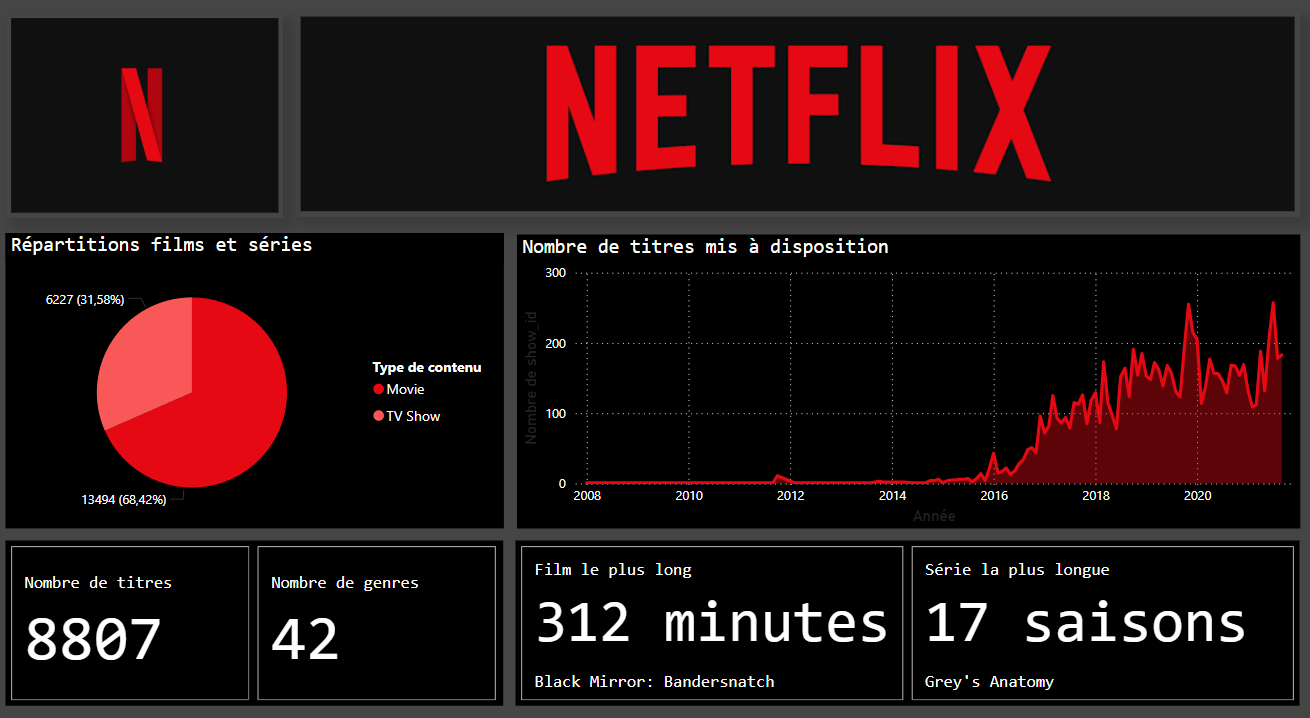 N
NETFLIX
Répartitions films et séries
6227 (31,58%)
13494 (68,42%)
Type de contenu
Movie
TV Show
Nombre de titres mis à disposition
Nombre de show_id
300
200
100
0
2008 2010 2012 2014 2016 2018 2020
Année
Nombre de titres
8807
Nombre de genres
42
Film le plus long
312 minutes
Black Mirror: Bandersnatch
Série la plus longue
17 saisons
Grey's Anatomy